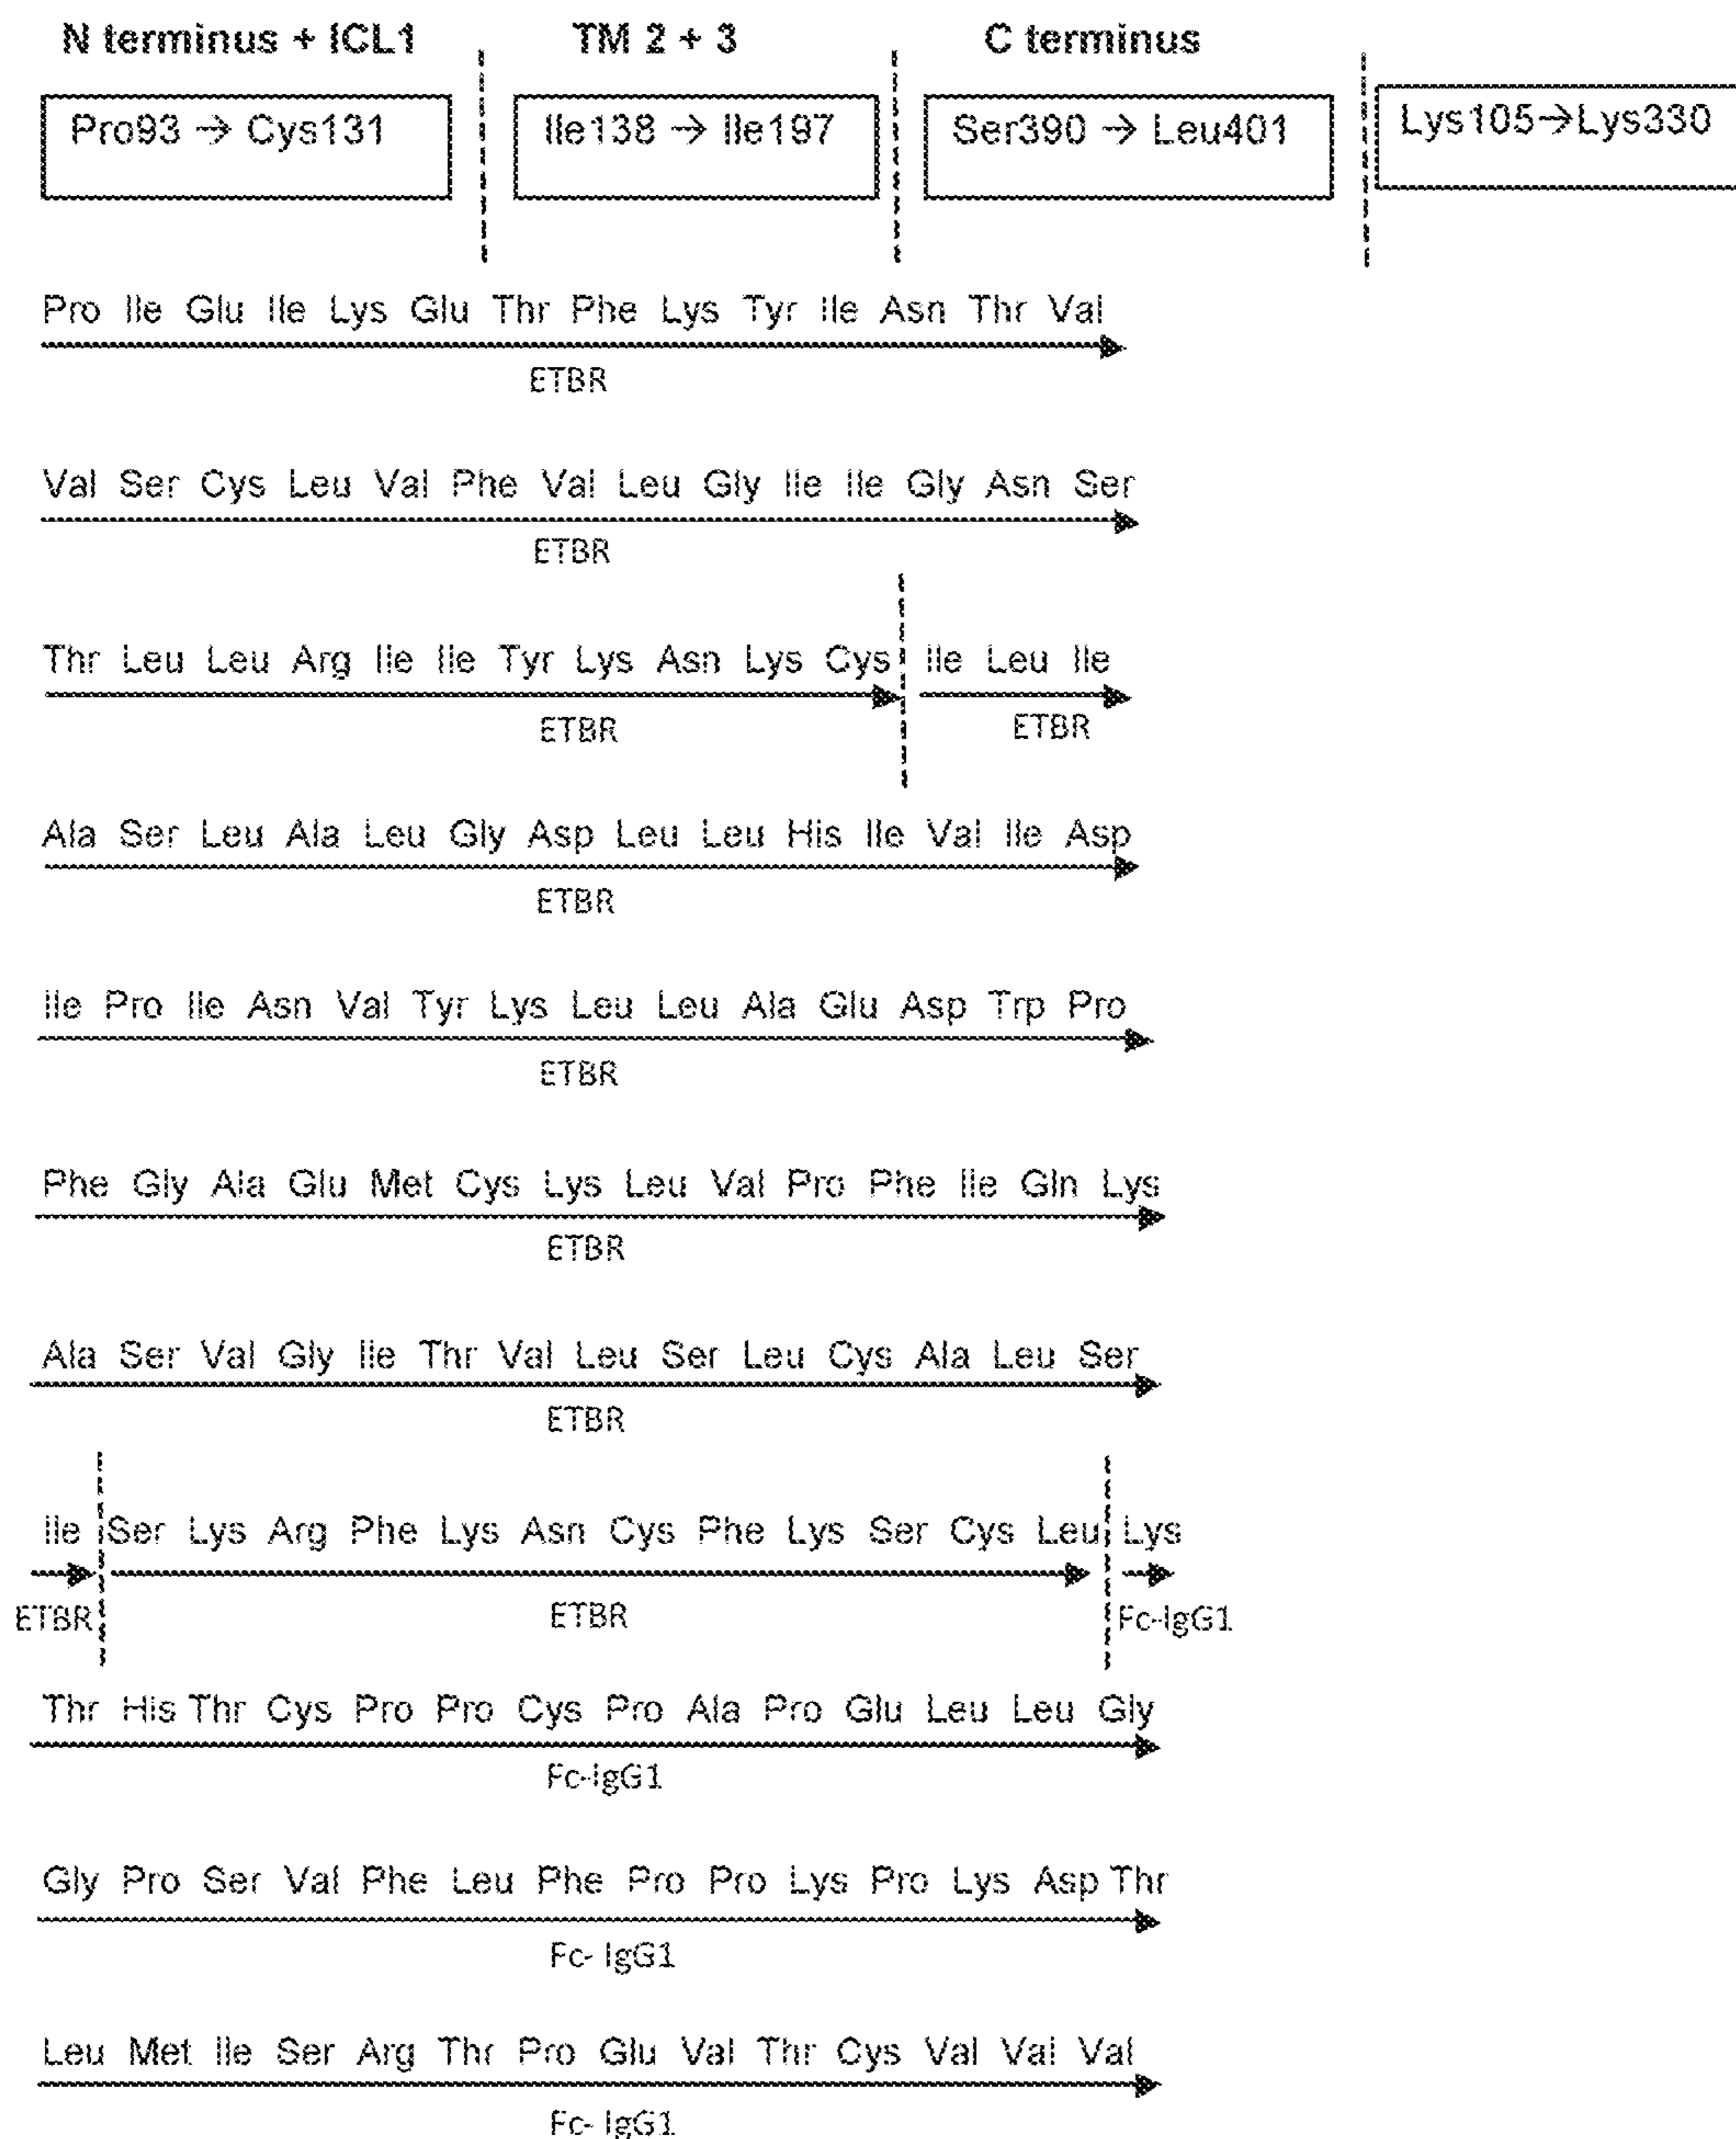 N terminus + ICL1 TM 2 + 3 C terminus
Pro93 → Cys131 Ile138 → Ile197 Ser390 → Leu401 Lys105→Lys330
Pro Ile Glu Ile Lys Glu Thr Phe Lys Tyr Ile Asn Thr Val
ETBR
Val Ser Cys Leu Val Phe Val Leu Gly Ile Ile Gly Asn Ser
ETBR
Thr Leu Leu Arg Ile Ile Tyr Lys Asn Lys Cys Ile Leu Ile
ETBR ETBR
Ala Ser Leu Ala Leu Gly Asp Leu Leu His Ile Val Ile Asp
ETBR
Ile Pro Ile Asn Val Tyr Lys Leu Leu Ala Glu Asp Trp Pro
ETBR
Phe Gly Ala Glu Met Cys Lys Leu Val Pro Phe Ile Gln Lys
ETBR
Ala Ser Val Gly Ile Thr Val Leu Ser Leu Cys Ala Leu Ser
ETBR
Ile Ser Lys Arg Phe Lys Asn Cys Phe Lys Ser Cys Leu Lys
ETBR ETBR Fc-IgG1
Thr His Thr Cys Pro Pro Cys Pro Ala Pro Glu Leu Leu Gly
Fc-IgG1
Gly Pro Ser Val Phe Leu Phe Pro Pro Lys Pro Lys Asp Thr
Fc- IgG1
Leu Met Ile Ser Arg Thr Pro Glu Val Thr Cys Val Val Val
Fc- IgG1